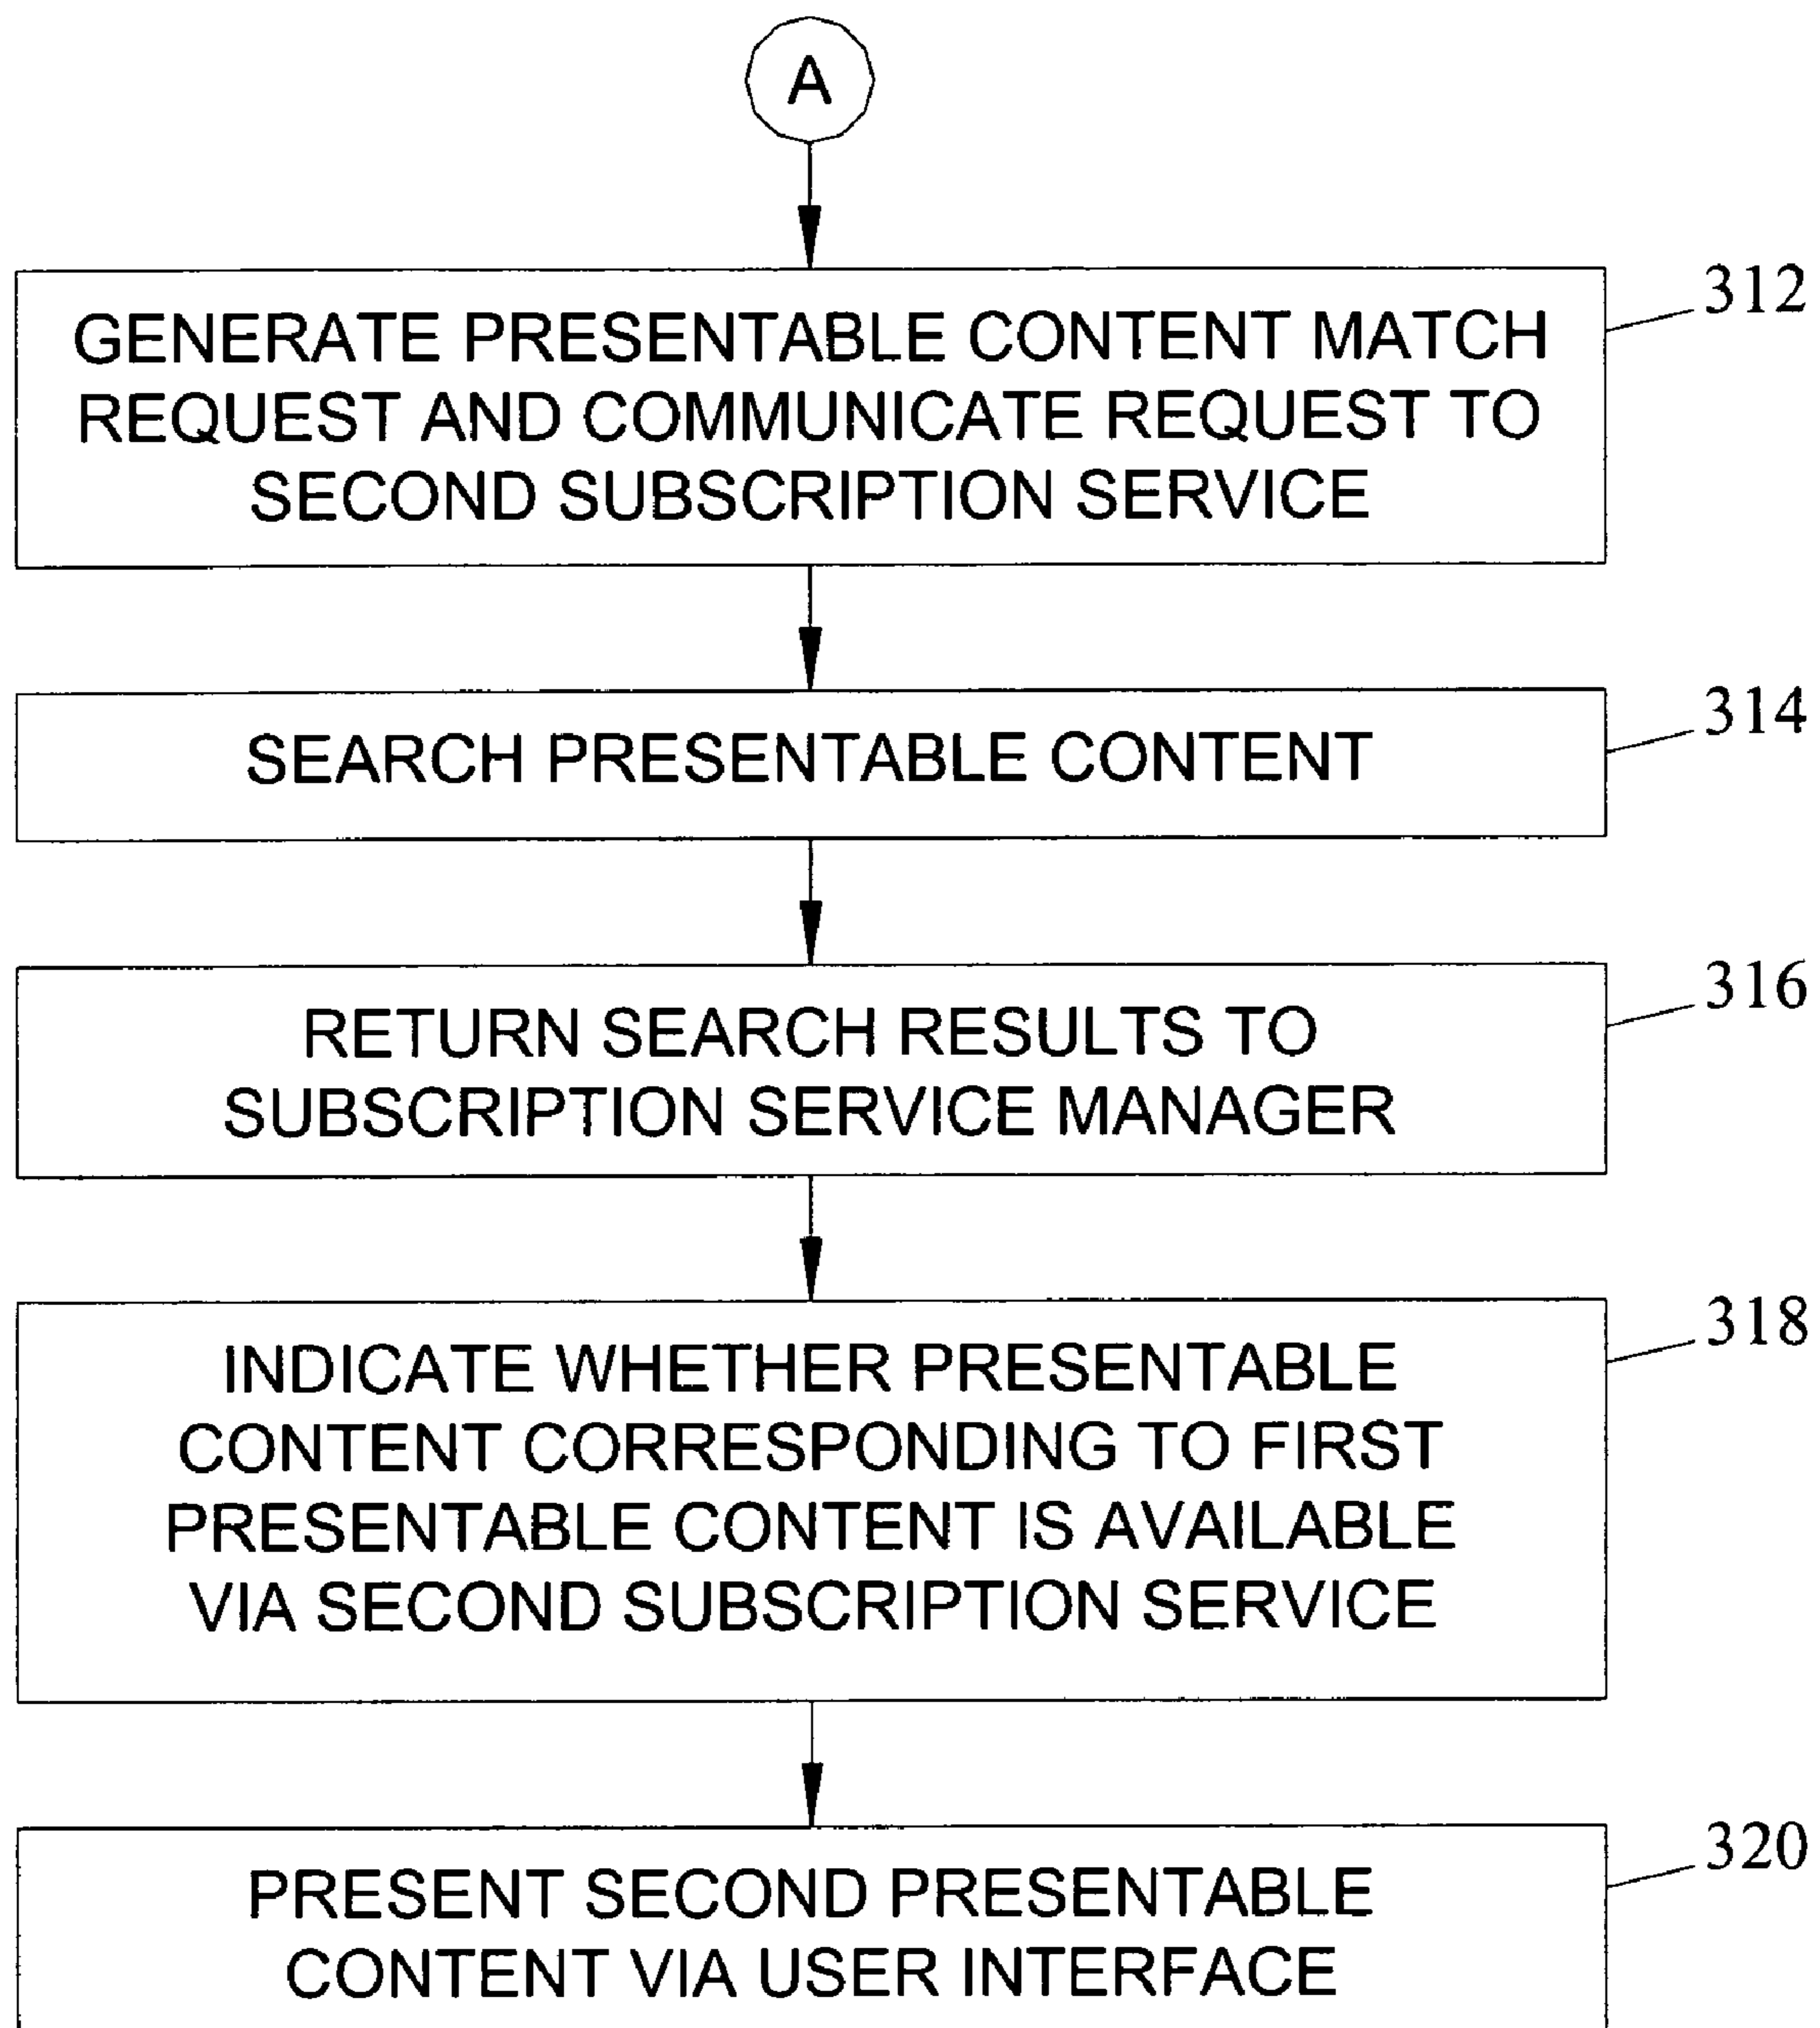 A
312
GENERATE PRESENTABLE CONTENT MATCH
REQUEST AND COMMUNICATE REQUEST TO
SECOND SUBSCRIPTION SERVICE
314
SEARCH PRESENTABLE CONTENT
316
RETURN SEARCH RESULTS TO
SUBSCRIPTION SERVICE MANAGER
318
INDICATE WHETHER PRESENTABLE
CONTENT CORRESPONDING TO FIRST
PRESENTABLE CONTENT IS AVAILABLE
VIA SECOND SUBSCRIPTION SERVICE
320
PRESENT SECOND PRESENTABLE
CONTENT VIA USER INTERFACE